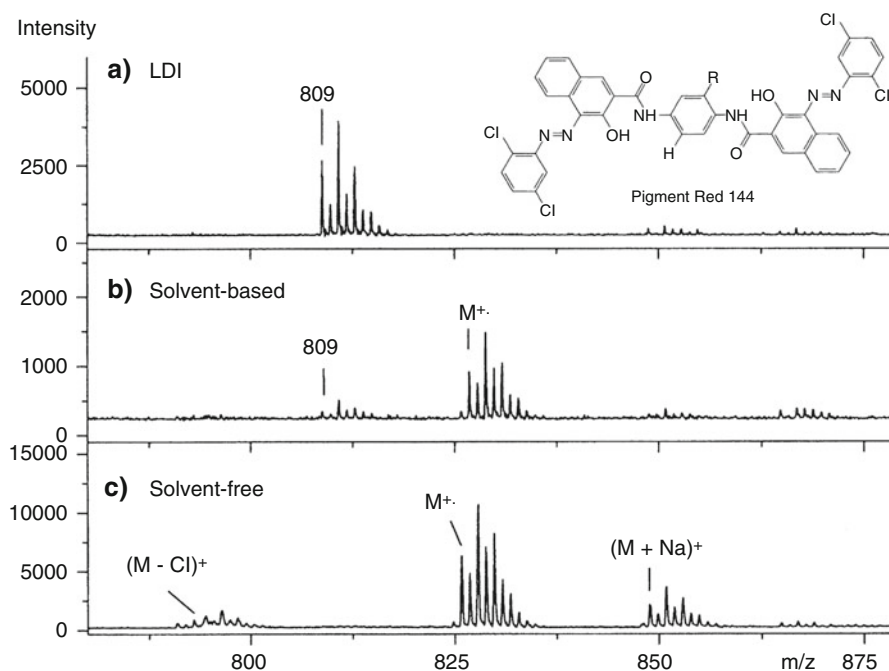 Intensity
a) LDI
5000
2500
0
809
Cl
N=N
OH
O
NH
R
H
NH
O
HO
N=N
Cl
Cl
Cl
Pigment Red 144
b) Solvent-based
2000
1000
0
809
M+·
c) Solvent-free
15000
10000
5000
0
(M - Cl)+
M+·
(M + Na)+
800
825
850
m/z
875